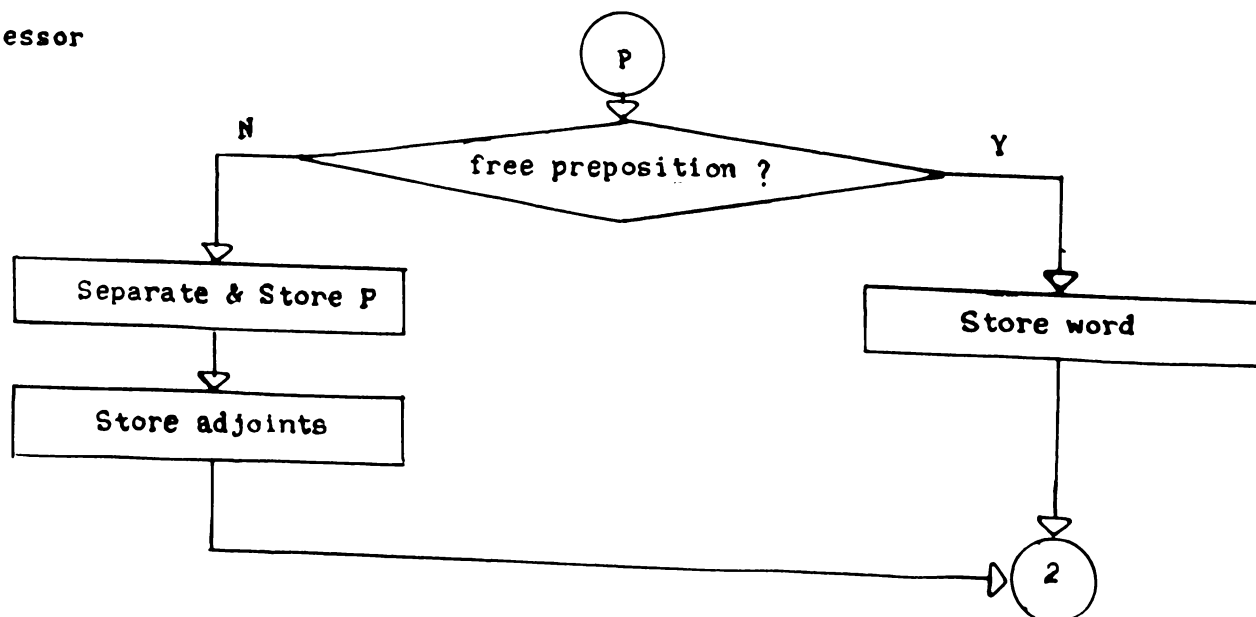 essor
P
N
free preposition ?
Y
Separate & Store P
Store word
Store adjoints
2